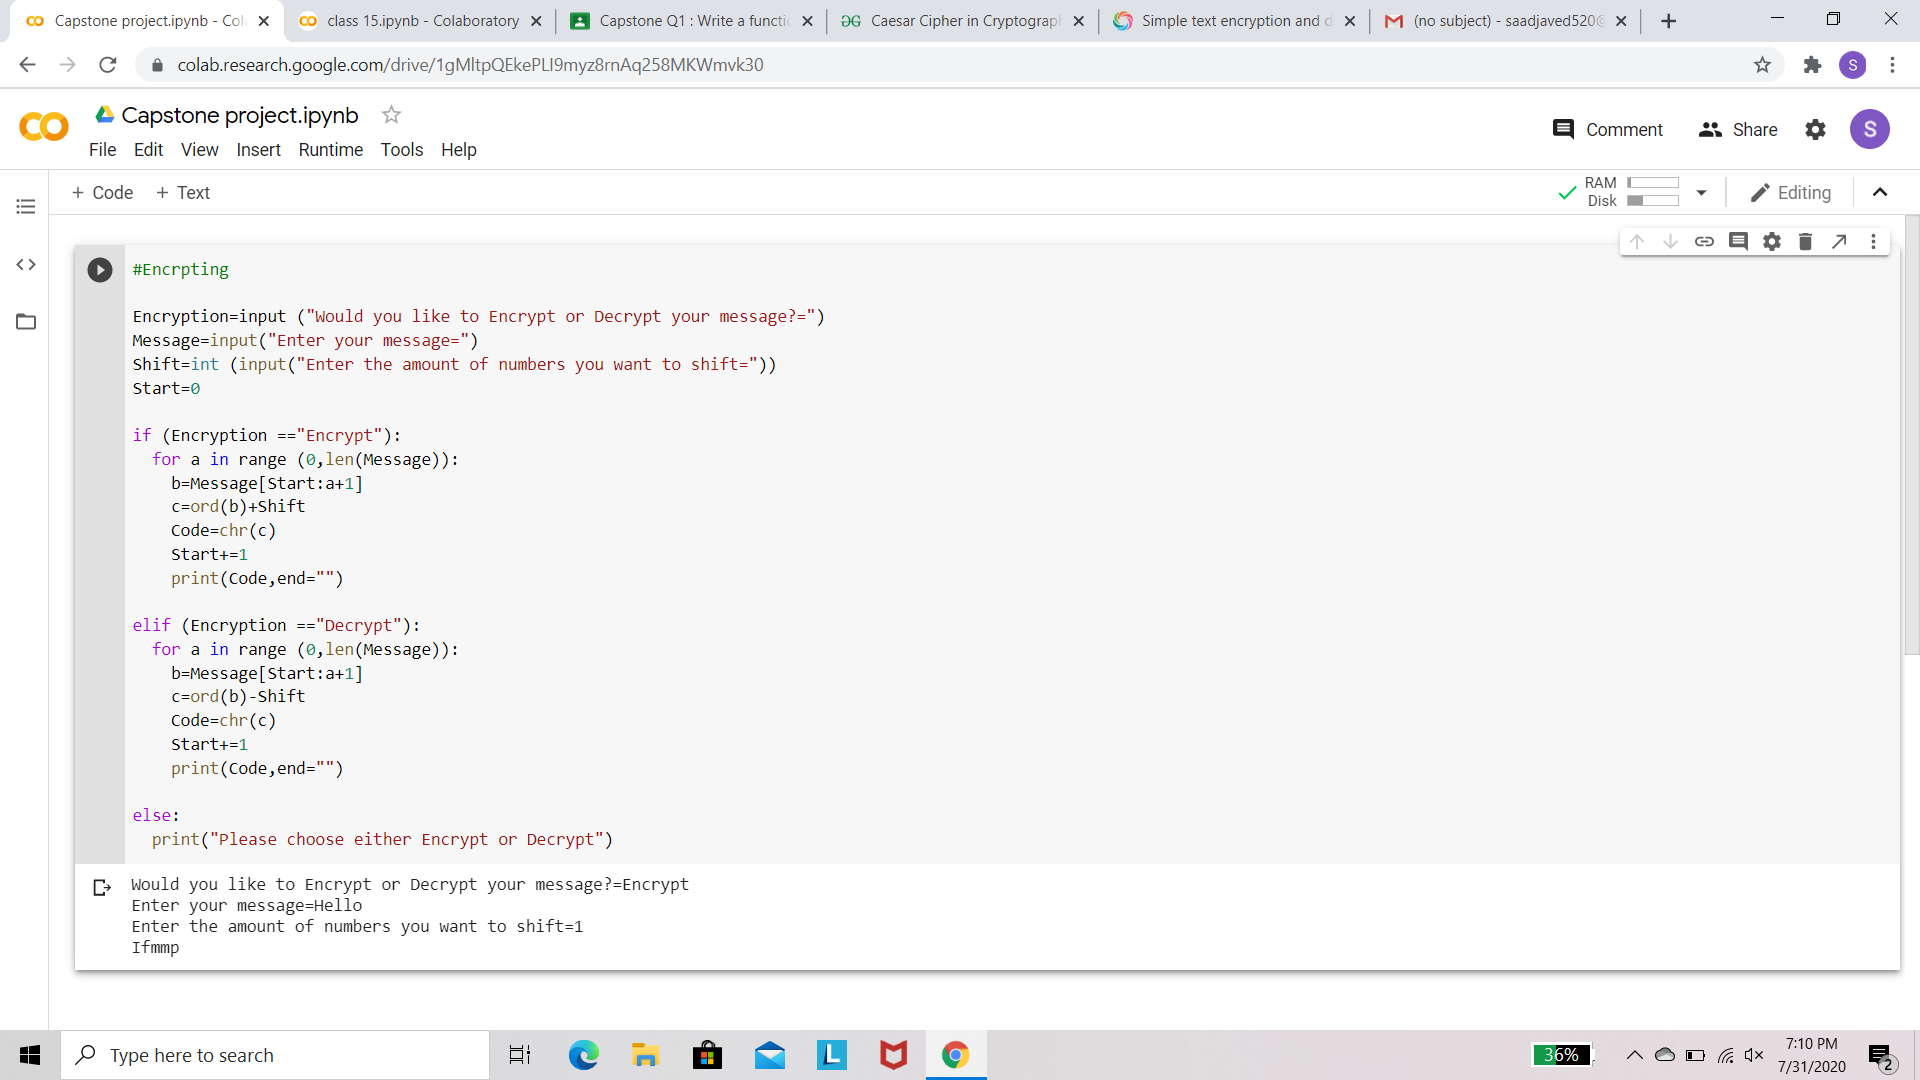 Capstone project.ipynb - Col
class 15.ipynb - Colaboratory
Capstone Q1 : Write a functi
Caesar Cipher in Cryptograp
Simple text encryption and d
(no subject) - saadjaved520@
colab.research.google.com/drive/1gMltpQEkePLI9myz8rnAq258MKWmvk30
S
CO
Capstone project.ipynb
Comment
Share
S
File Edit View Insert Runtime Tools Help
+ Code + Text
RAM
Disk
Editing
#Encrpting
Encryption=input ("Would you like to Encrypt or Decrypt your message?=")
Message=input("Enter your message=")
Shift=int (input("Enter the amount of numbers you want to shift="))
Start=0
if (Encryption =="Encrypt"):
  for a in range (0,len(Message)):
    b=Message[Start:a+1]
    c=ord(b)+Shift
    Code=chr(c)
    Start+=1
    print(Code,end="")
elif (Encryption =="Decrypt"):
  for a in range (0,len(Message)):
    b=Message[Start:a+1]
    c=ord(b)-Shift
    Code=chr(c)
    Start+=1
    print(Code,end="")
else:
  print("Please choose either Encrypt or Decrypt")
Would you like to Encrypt or Decrypt your message?=Encrypt
Enter your message=Hello
Enter the amount of numbers you want to shift=1
Ifmmp
Type here to search
L
36%
7:10 PM
7/31/2020
2